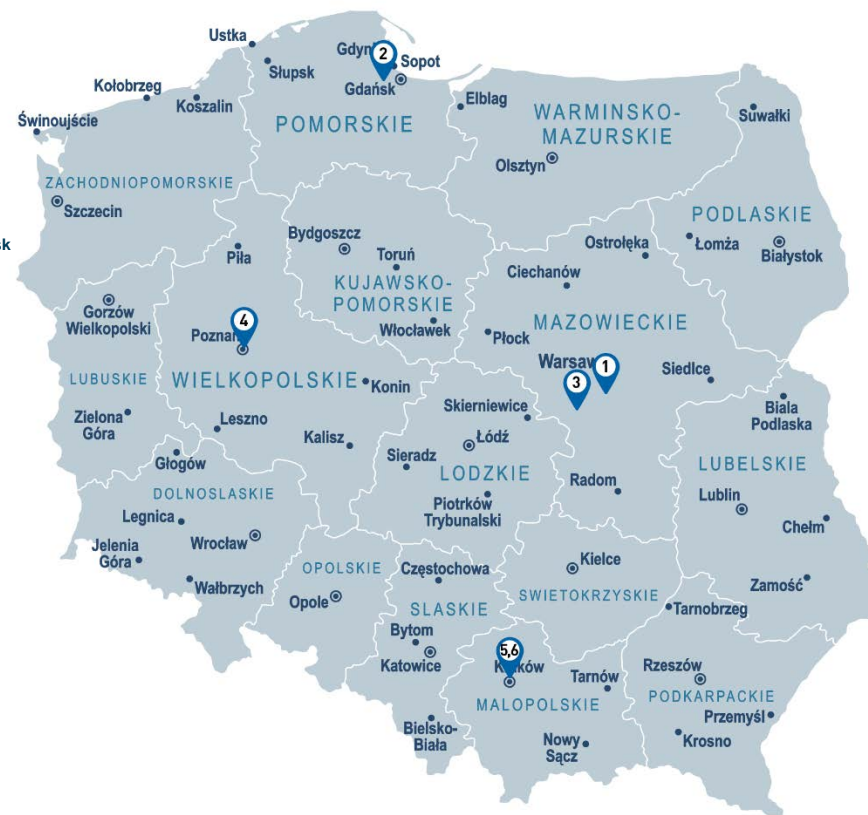 Ustka
Gdyni
2
Sopot
Słupsk
Gdańsk
Kołobrzeg
Koszalin
Elblag
Świnoujście
POMORSKIE
WARMINSKO-
MAZURSKIE
Suwałki
Olsztyn
ZACHODNIOPOMORSKIE
Szczecin
PODLASKIE
sk
Piła
Bydgoszcz
Toruń
Ostrołęka
Łomża
Białystok
Ciechanów
KUJAWSKO-
POMORSKIE
Gorzów
Wielkopolski
Włocławek
MAZOWIECKIE
4
Poznań
Płock
Warsaw
1
3
Siedlce
LUBUSKIE
WIELKOPOLSKIE
Konin
Skierniewice
Biala
Podlaska
Zielona
Góra
Leszno
Kalisz
Łódź
Głogów
Sieradz
LODZKIE
LUBELSKIE
Radom
DOLNOSLASKIE
Piotrków
Trybunalski
Lublin
Legnica
Chełm
Wrocław
Jelenia
Góra
Kielce
OPOLSKIE
Częstochowa
Wałbrzych
Zamość
Opole
SLASKIE
SWIETOKRZYSKIE
Tarnobrzeg
Bytom
5,6
Kraków
Katowice
Tarnów
Rzeszów
MALOPOLSKIE
PODKARPACKIE
Przemyśl
Bielsko-
Biała
Nowy
Sącz
Krosno